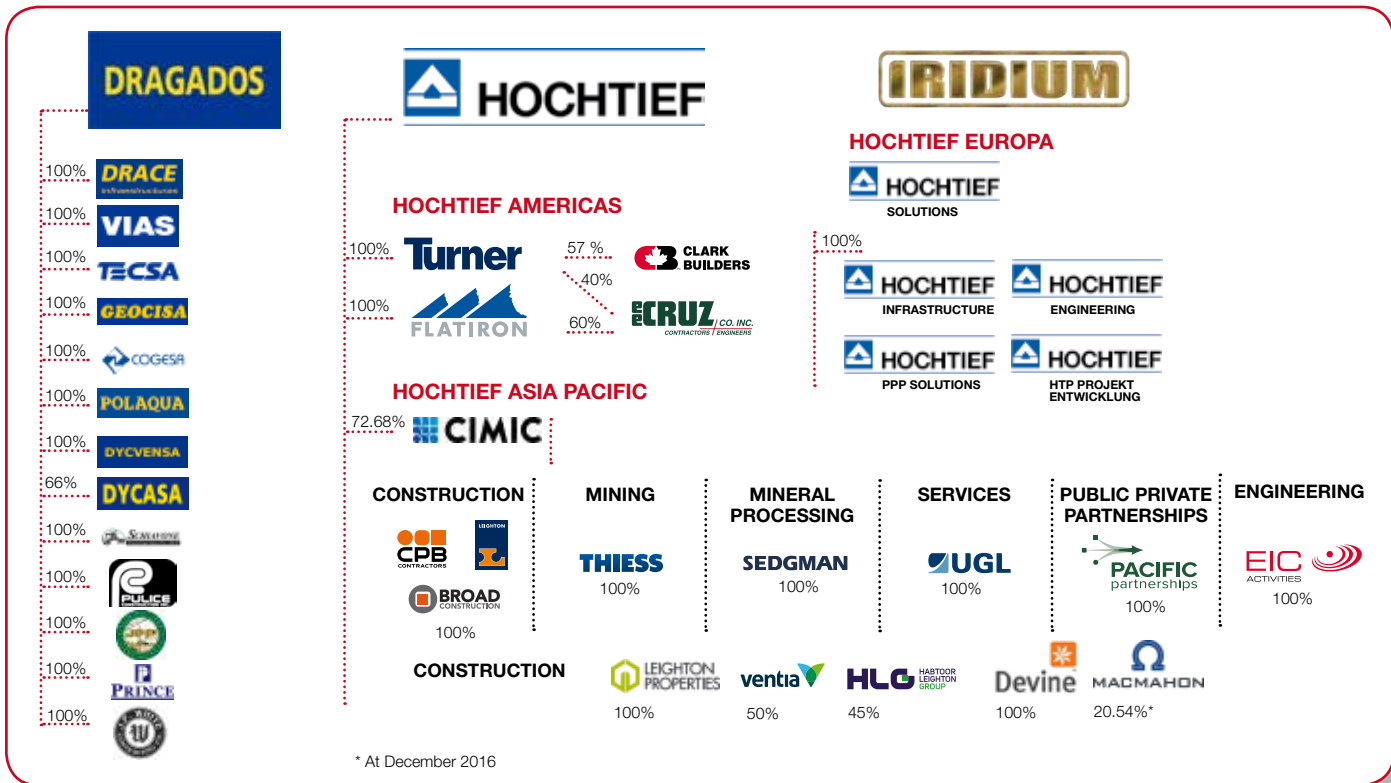 DRAGADOS
100%
DRACE
infraestructuras
100%
VIAS
100%
TECSA
100%
GEOCISA
100%
COGESA
100%
POLAQUA
100%
DYCVENSA
66%
DYCASA
100%
SCHIAVONE
100%
PULICE
100%
100%
PRINCE
100%
HOCHTIEF
HOCHTIEF AMERICAS
100%
Turner
57 %
CLARK
BUILDERS
40%
100%
FLATIRON
60%
EE CRUZ CO. INC.
CONTRACTORS ENGINEERS
HOCHTIEF ASIA PACIFIC
72.68%
CIMIC
IRIDIUM
HOCHTIEF EUROPA
HOCHTIEF
SOLUTIONS
100%
HOCHTIEF
INFRASTRUCTURE
HOCHTIEF
ENGINEERING
HOCHTIEF
PPP SOLUTIONS
HOCHTIEF
HTP PROJEKT
ENTWICKLUNG
CONSTRUCTION
CPB
CONTRACTORS
LEIGHTON
L
BROAD
CONSTRUCTION
100%
MINING
THIESS
100%
MINERAL
PROCESSING
SEDGMAN
100%
SERVICES
UGL
100%
PUBLIC PRIVATE
PARTNERSHIPS
PACIFIC
partnerships
100%
ENGINEERING
EIC
ACTIVITIES
100%
CONSTRUCTION
LEIGHTON
PROPERTIES
100%
ventia
50%
HLG
HABTOOR
LEIGHTON
GROUP
45%
Devine
100%
MACMAHON
20.54%*
* At December 2016